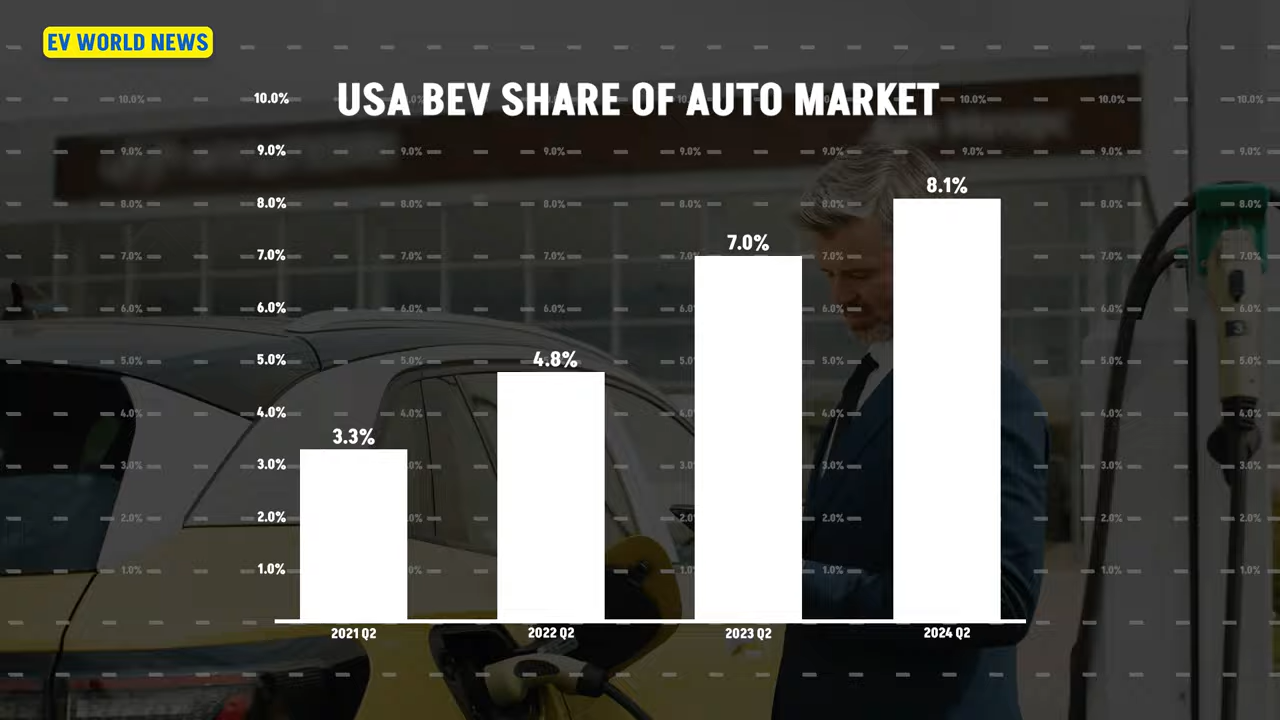 EV WORLD NEWS
USA BEV SHARE OF AUTO MARKET
10.0%
9.0%
8.0%
7.0%
6.0%
5.0%
4.0%
3.0%
2.0%
1.0%
3.3%
4.8%
7.0%
8.1%
2021 Q2
2022 Q2
2023 Q2
2024 Q2